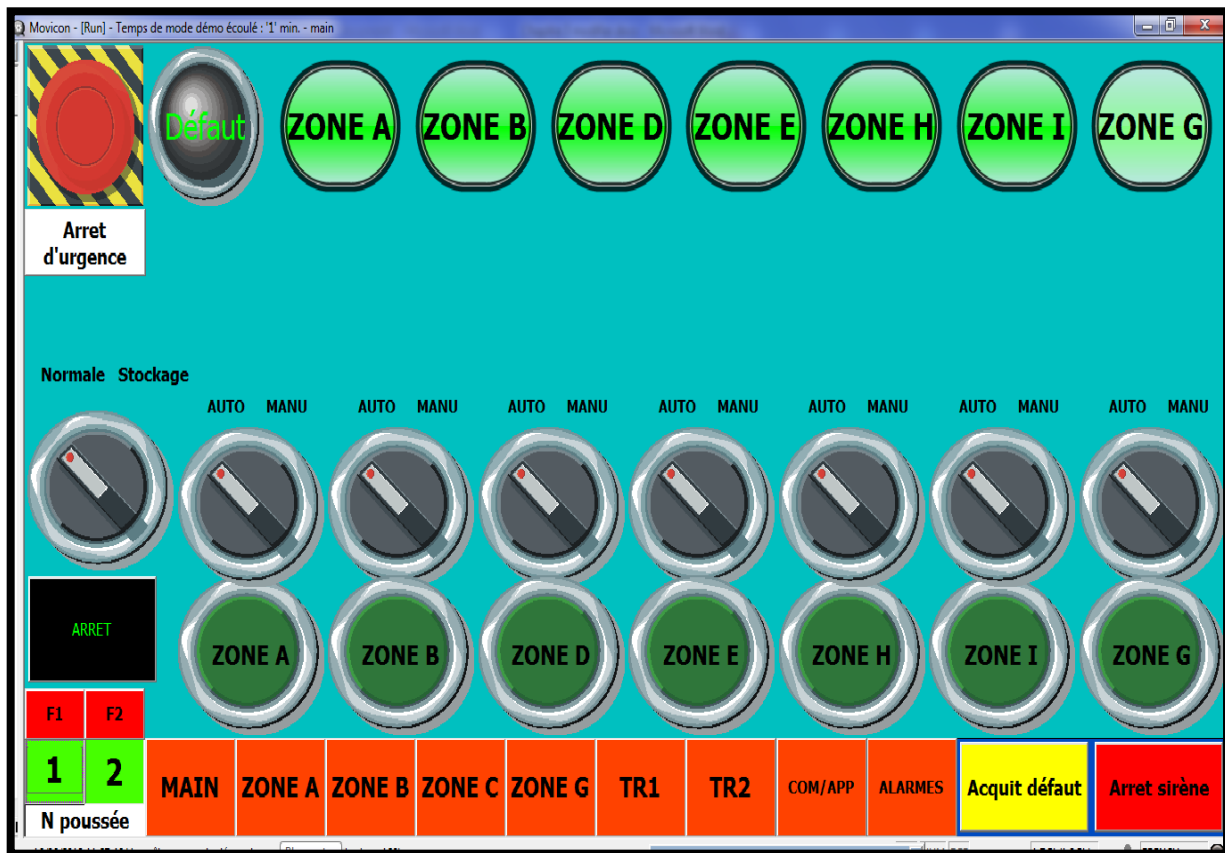 Movicon - [Run] - Temps de mode démo écoulé : '1' min. - main
Défaut
ZONE A
ZONE B
ZONE D
ZONE E
ZONE H
ZONE I
ZONE G
Arret
d'urgence
Normale Stockage
AUTO MANU AUTO MANU AUTO MANU AUTO MANU AUTO MANU AUTO MANU AUTO MANU
ARRET
ZONE A
ZONE B
ZONE D
ZONE E
ZONE H
ZONE I
ZONE G
F1 F2
1 2
N poussée
MAIN
ZONE A
ZONE B
ZONE C
ZONE G
TR1
TR2
COM/APP
ALARMES
Acquit défaut
Arret sirène